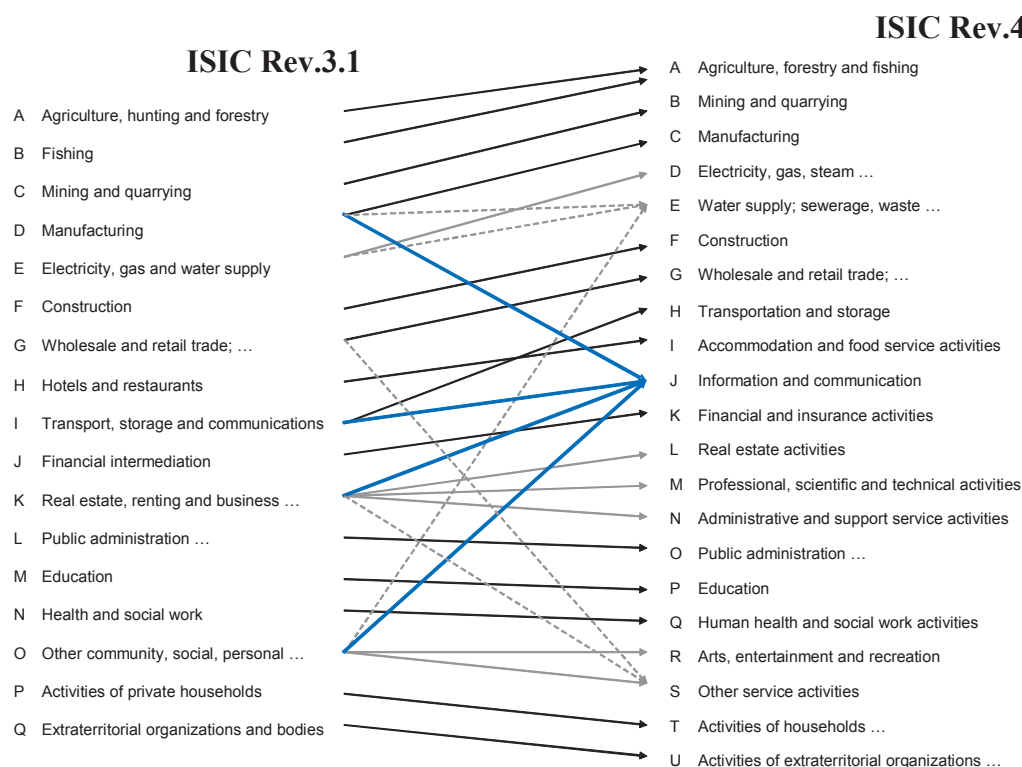 ISIC Rev.3.1
A Agriculture, hunting and forestry
B Fishing
C Mining and quarrying
D Manufacturing
E Electricity, gas and water supply
F Construction
G Wholesale and retail trade; …
H Hotels and restaurants
I Transport, storage and communications
J Financial intermediation
K Real estate, renting and business …
L Public administration …
M Education
N Health and social work
O Other community, social, personal …
P Activities of private households
Q Extraterritorial organizations and bodies
ISIC Rev.4
A Agriculture, forestry and fishing
B Mining and quarrying
C Manufacturing
D Electricity, gas, steam …
E Water supply; sewerage, waste …
F Construction
G Wholesale and retail trade; …
H Transportation and storage
I Accommodation and food service activities
J Information and communication
K Financial and insurance activities
L Real estate activities
M Professional, scientific and technical activities
N Administrative and support service activities
O Public administration …
P Education
Q Human health and social work activities
R Arts, entertainment and recreation
S Other service activities
T Activities of households …
U Activities of extraterritorial organizations …